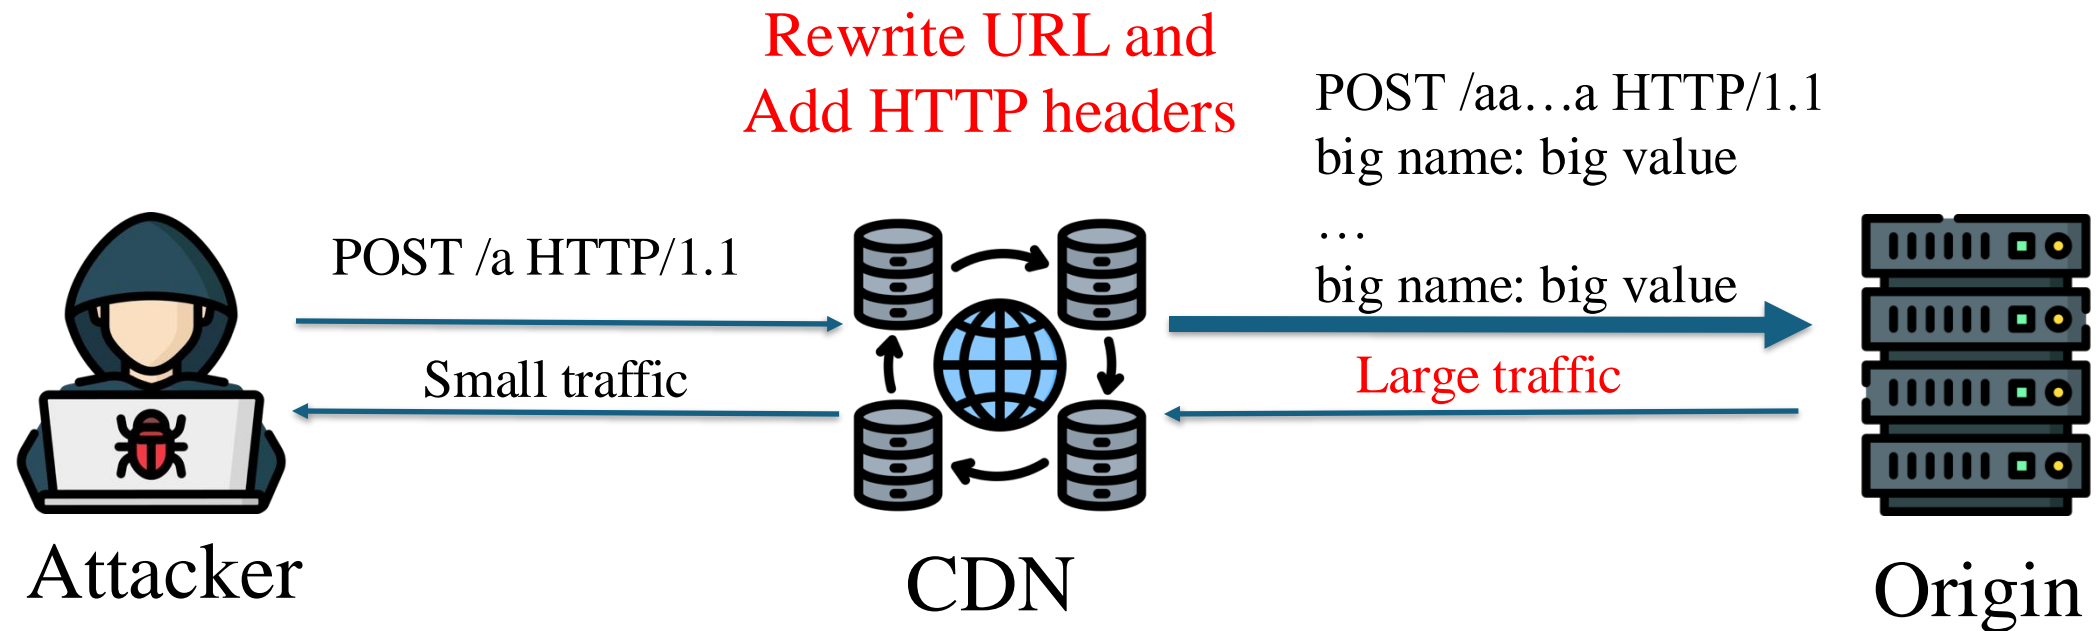 Rewrite URL and
Add HTTP headers
POST /aa…a HTTP/1.1
big name: big value
…
big name: big value
POST /a HTTP/1.1
Small traffic
Large traffic
Attacker
CDN
Origin